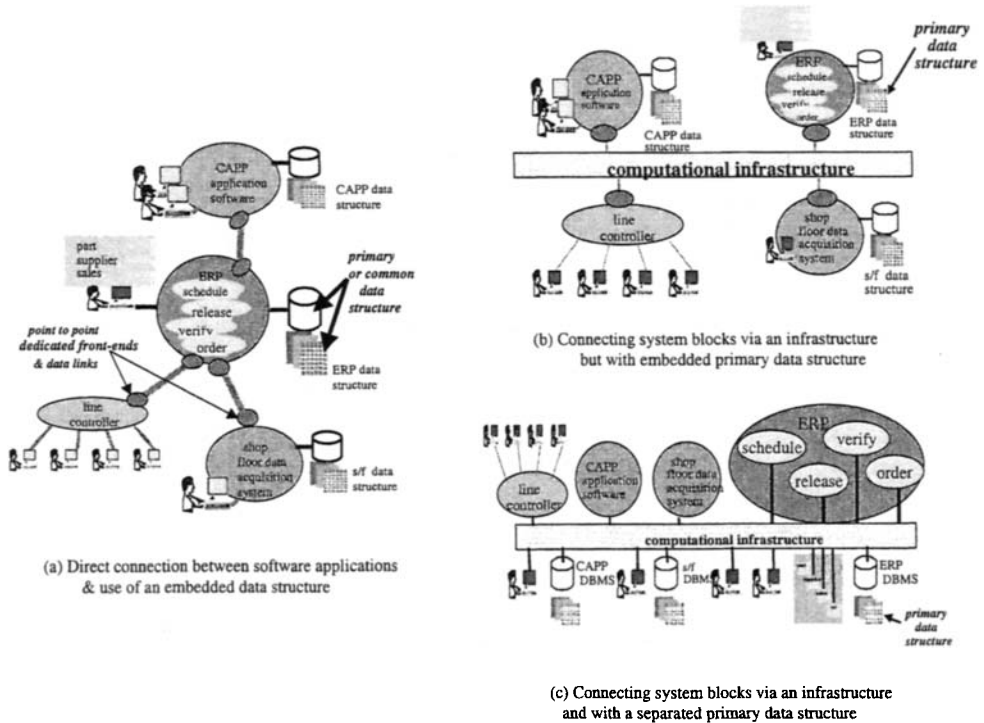 CAPP
application
software
CAPP data
structure
part
supplier
sales
ERP
schedule
release
verify
order
primary
or common
data
structure
ERP data
structure
point to point
dedicated front-ends
& data links
line
controller
shop
floor data
acquisition
system
s/f data
structure
(a) Direct connection between software applications
& use of an embedded data structure
CAPP
application
software
CAPP data
structure
ERP
schedule
release
verify
order
ERP data
structure
primary
data
structure
computational infrastructure
line
controller
shop
floor data
acquisition
system
s/f data
structure
(b) Connecting system blocks via an infrastructure
but with embedded primary data structure
line
controller
CAPP
application
software
shop
floor data
acquisition
system
ERP
schedule
verify
release
order
computational infrastructure
CAPP
DBMS
s/f
DBMS
ERP
DBMS
primary
data
structure
(c) Connecting system blocks via an infrastructure
and with a separated primary data structure